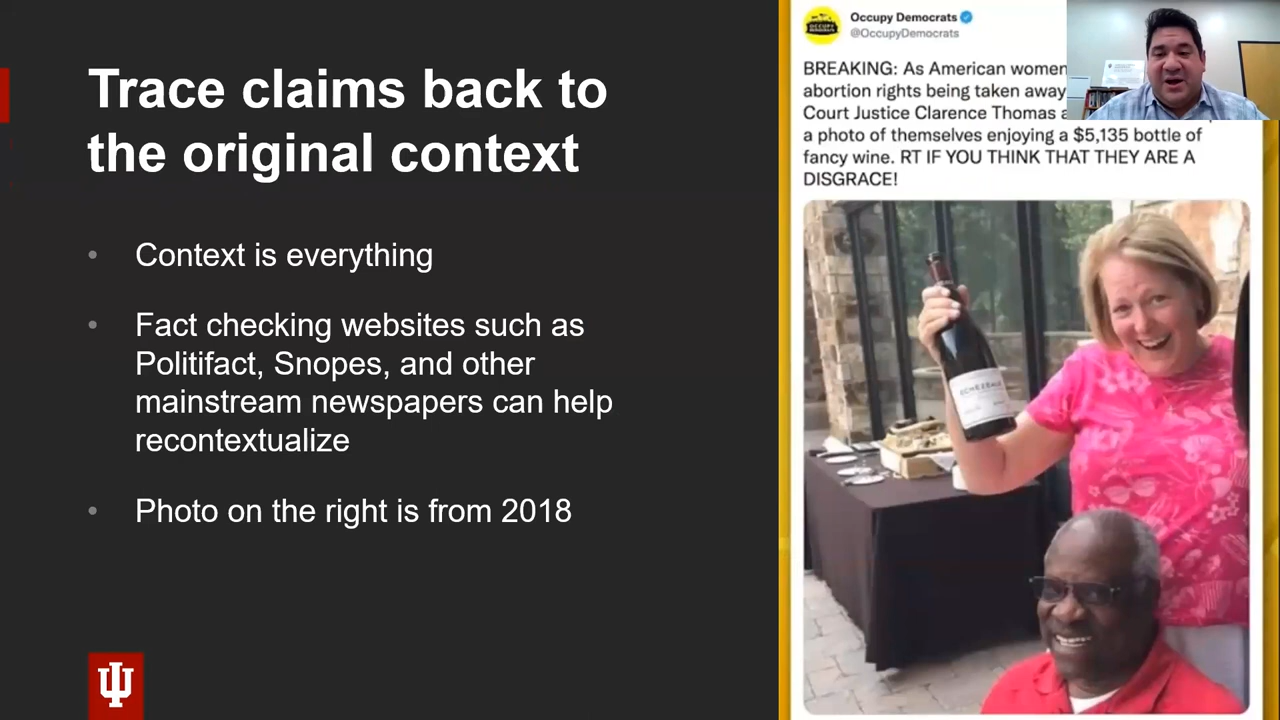 Trace claims back to
the original context
• Context is everything
• Fact checking websites such as
Politifact, Snopes, and other
mainstream newspapers can help
recontextualize
• Photo on the right is from 2018
Occupy Democrats
@OccupyDemocrats
BREAKING: As American women
abortion rights being taken away
Court Justice Clarence Thomas
a photo of themselves enjoying a $5,135 bottle of
fancy wine. RT IF YOU THINK THAT THEY ARE A
DISGRACE!